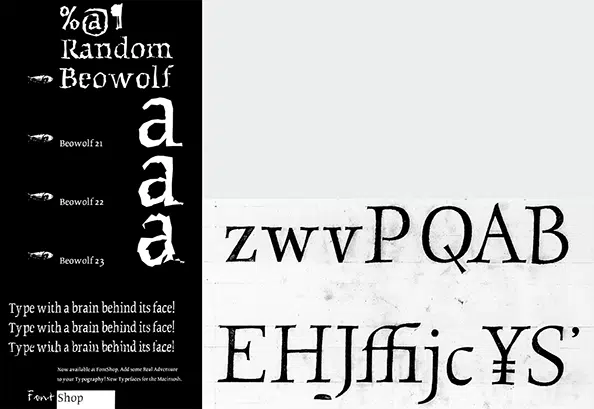 %@¶
Random
Beowolf
a
Beowolf 21
a
Beowolf 22
a
Beowolf 23
Type with a brain behind its face!
Type with a brain behind its face!
Type with a brain behind its face!
Now available at FontShop. Add some Real Adventure
to your Typography! New Typefaces for the Macintosh.
FontShop
zwvPQAB
EHJffijc¥S’